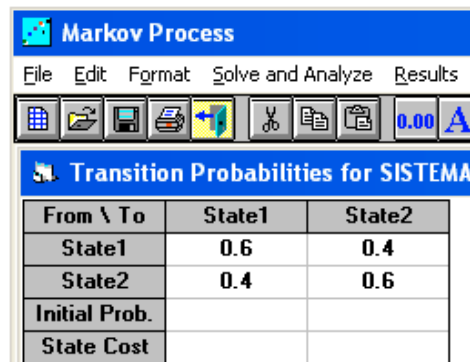 Markov Process
File Edit Format Solve and Analyze Results
0.00 A
Transition Probabilities for SISTEMA
From \ To State1 State2
State1 0.6 0.4
State2 0.4 0.6
Initial Prob.
State Cost